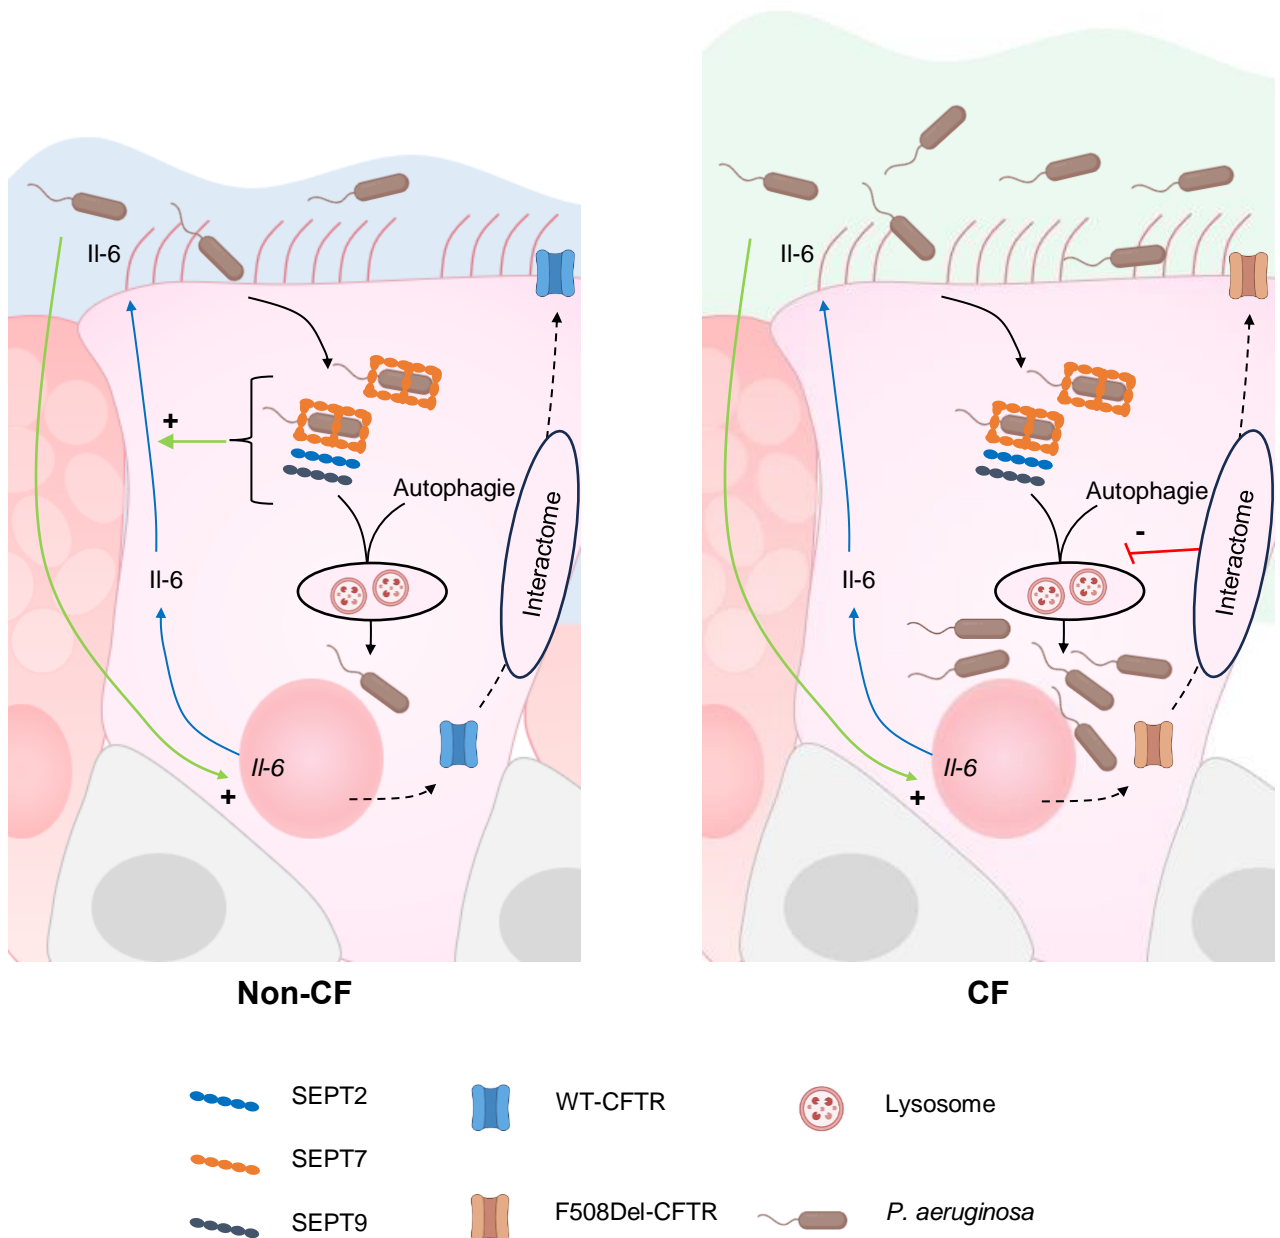 Il-6
+
Autophagie
Interactome
Il-6
Il-6
+
Non-CF
Il-6
Autophagie
-
Interactome
Il-6
Il-6
+
CF
SEPT2
WT-CFTR
Lysosome
SEPT7
SEPT9
F508Del-CFTR
P. aeruginosa